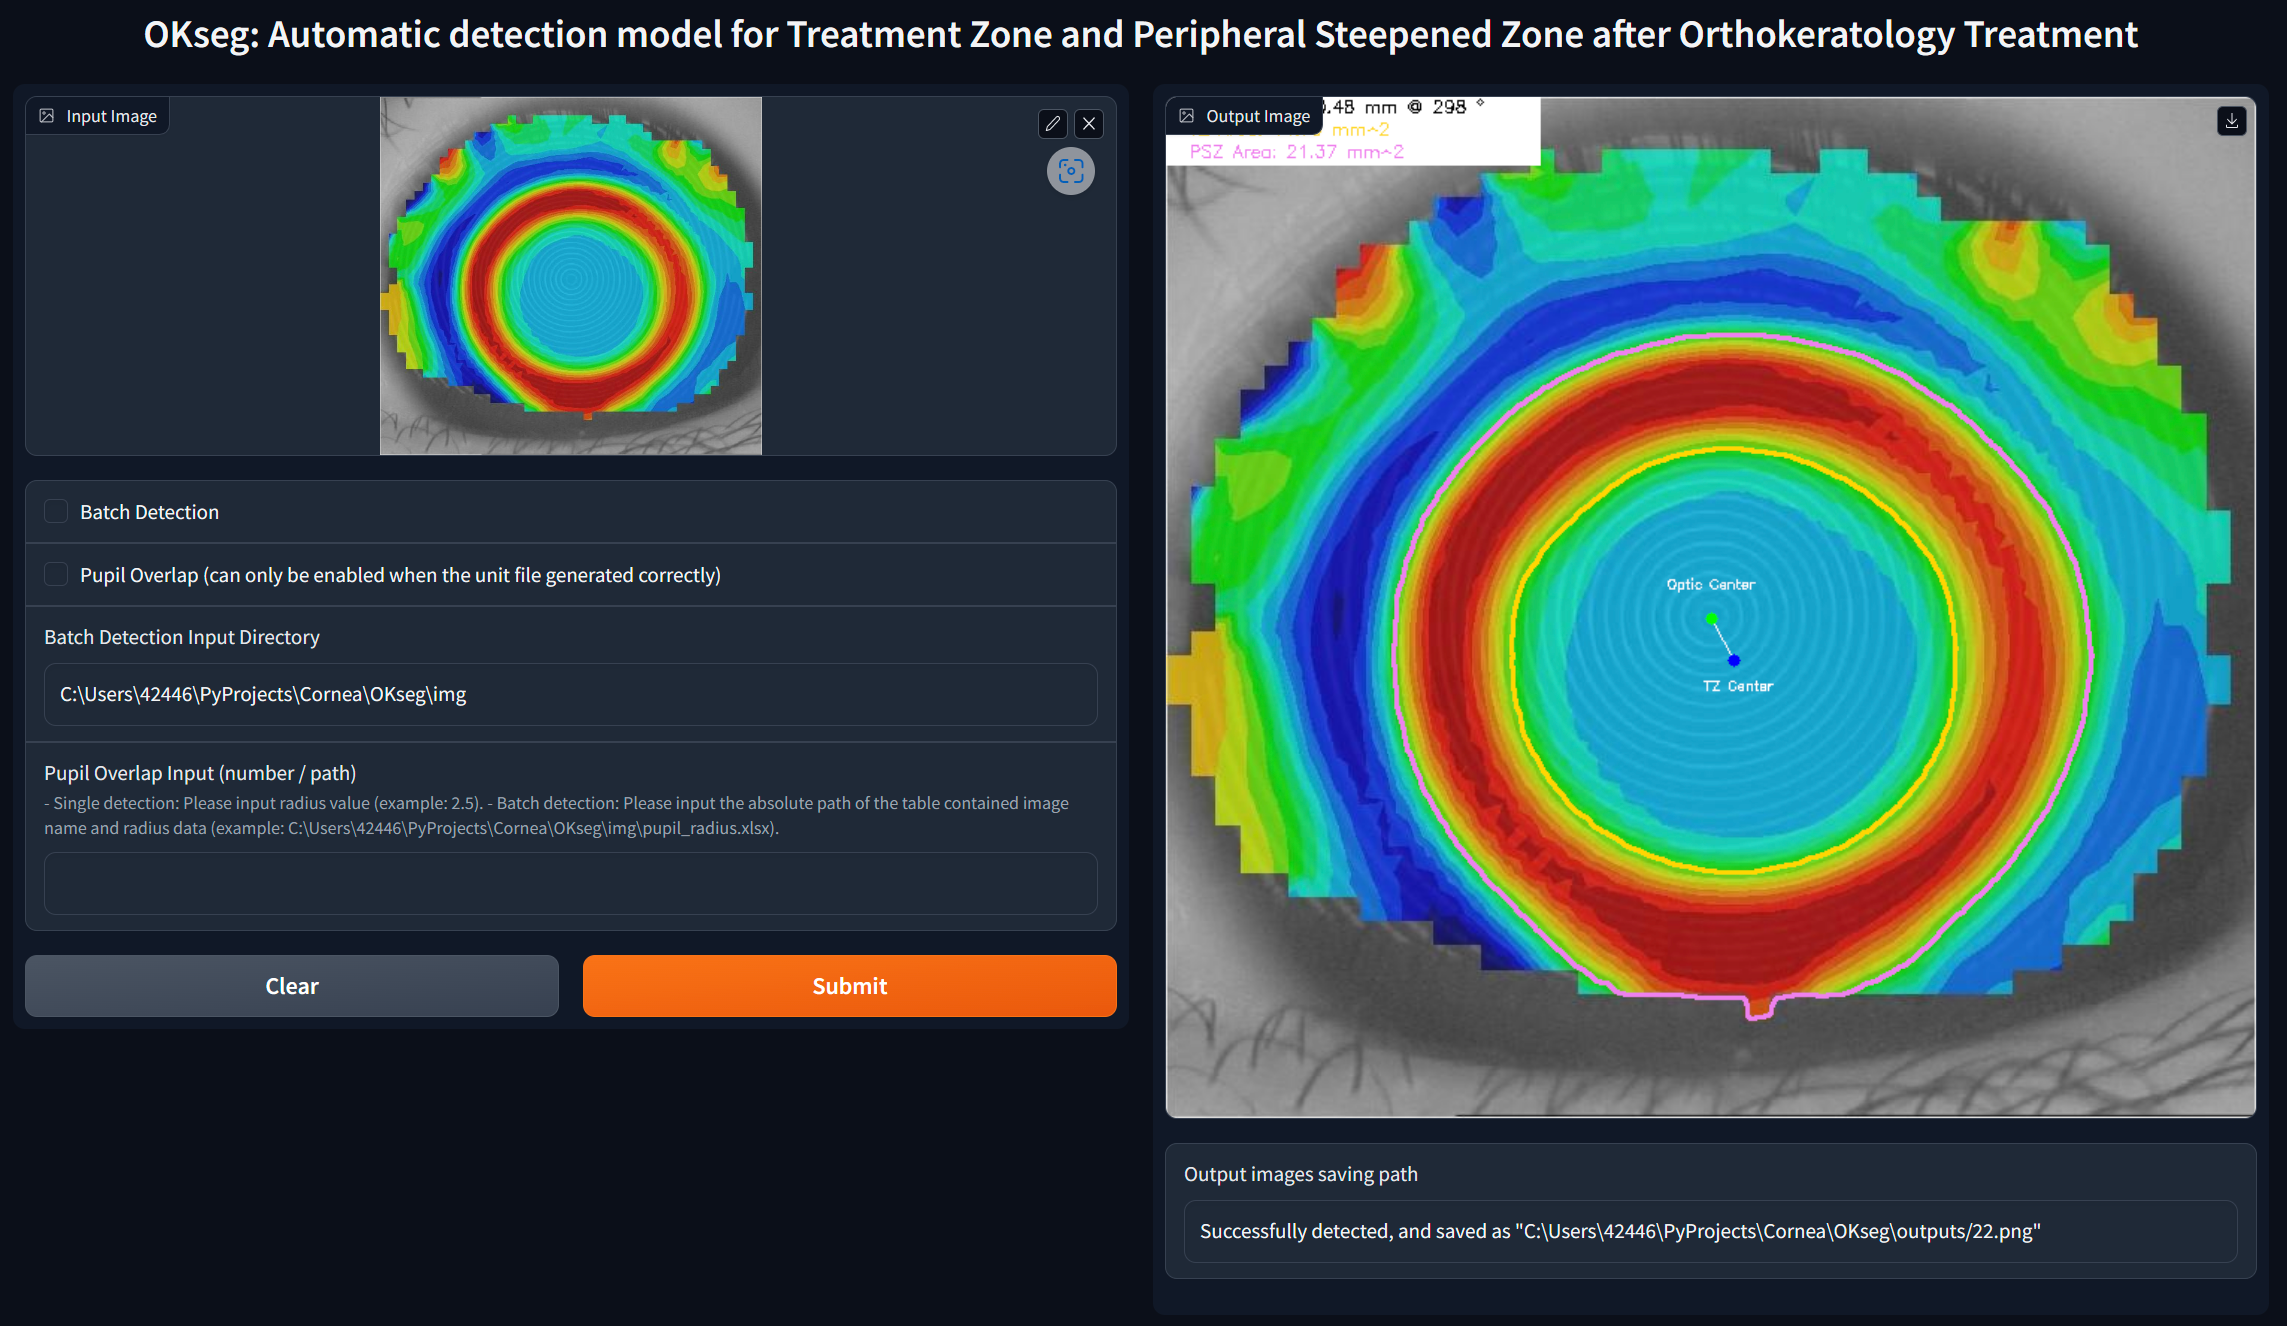 OKseg: Automatic detection model for Treatment Zone and Peripheral Steepened Zone after Orthokeratology Treatment
Input Image
Batch Detection
Pupil Overlap (can only be enabled when the unit file generated correctly)
Batch Detection Input Directory
C:\Users\42446\PyProjects\Cornea\OKseg\img
Pupil Overlap Input (number / path)
- Single detection: Please input radius value (example: 2.5). - Batch detection: Please input the absolute path of the table contained image
name and radius data (example: C:\Users\42446\PyProjects\Cornea\OKseg\img\pupil_radius.xlsx).
Clear
Submit
Output Image
.48 mm @ 298 °
mm^2
PSZ Area: 21.37 mm^2
Optic Center
TZ Center
Output images saving path
Successfully detected, and saved as "C:\Users\42446\PyProjects\Cornea\OKseg\outputs/22.png"